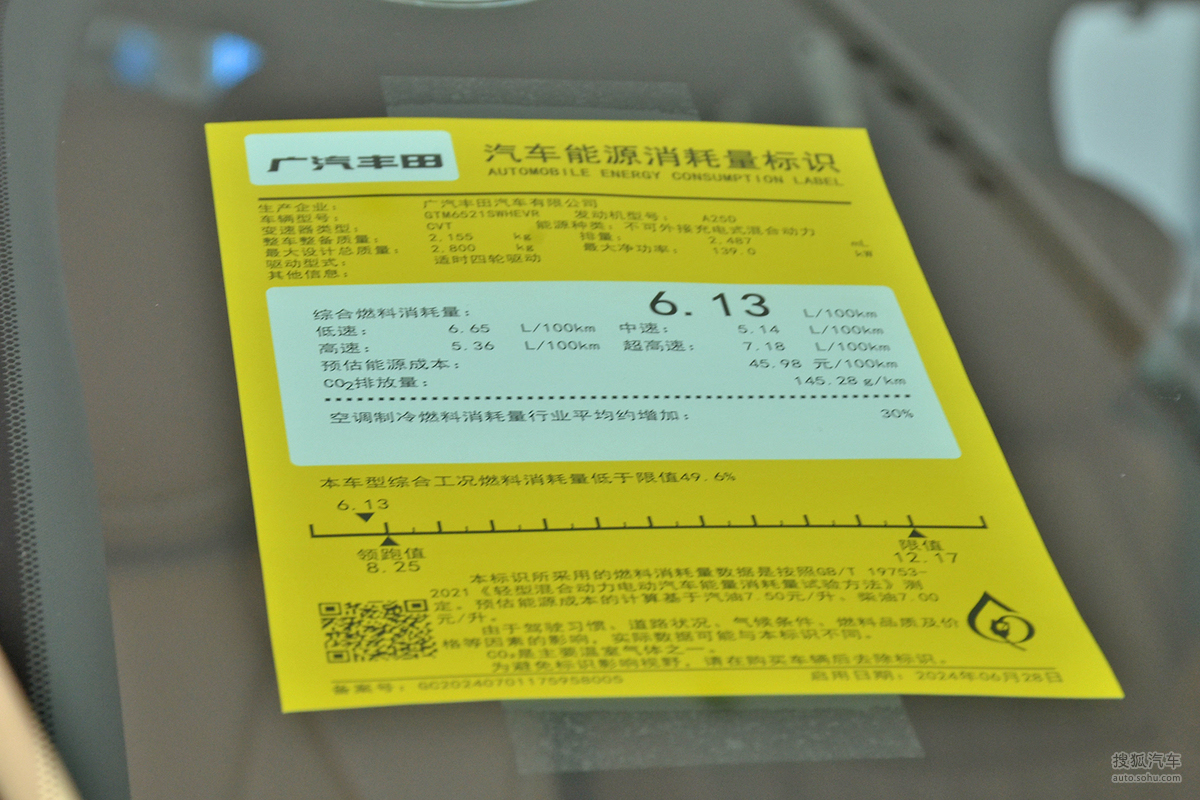 广汽丰田
汽车能源消耗量标识
AUTOMOBILE ENERGY CONSUMPTION LABEL
生产企业： 广汽丰田汽车有限公司
车辆型号： GTM6521SWHEVR 发动机型号： A25D
变速器类型： CVT 能源种类：不可外接充电式混合动力
整车整备质量： 2,155 kg 排量： 2,487 mL
最大设计总质量： 2,800 kg 最大净功率： 139.0 kW
驱动型式： 适时四轮驱动
其他信息：
综合燃料消耗量： 6.13 L/100km
低速： 6.65 L/100km 中速： 5.14 L/100km
高速： 5.36 L/100km 超高速： 7.18 L/100km
预估能源成本： 45.98 元/100km
CO₂排放量： 145.28 g/km
空调制冷燃料消耗量行业平均约增加： 30%
本车型综合工况燃料消耗量低于限值49.6%
6.13
领跑值 限值
8.25 12.17
本标识所采用的燃料消耗量数据是按照GB/T 19753-
2021《轻型混合动力电动汽车能量消耗量试验方法》测
定。预估能源成本的计算基于汽油7.50元/升、柴油7.00
元/升。
由于驾驶习惯、道路状况、气候条件、燃料品质及价
格等因素的影响，实际数据可能与本标识不同。
CO₂是主要温室气体之一。
为避免标识影响视野，请在购买车辆后去除标识。
备案号： GC20240701175958005 启用日期：2024年06月28日
搜狐汽车
auto.sohu.com